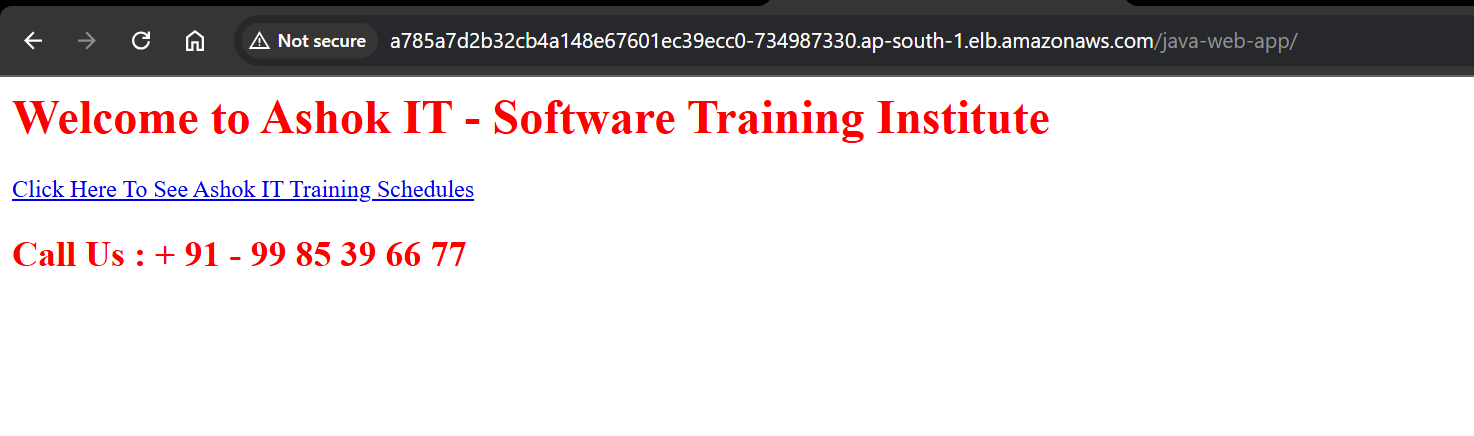 Not secure a785a7d2b32cb4a148e67601ec39ecc0-734987330.ap-south-1.elb.amazonaws.com/java-web-app/
Welcome to Ashok IT - Software Training Institute
Click Here To See Ashok IT Training Schedules
Call Us : + 91 - 99 85 39 66 77